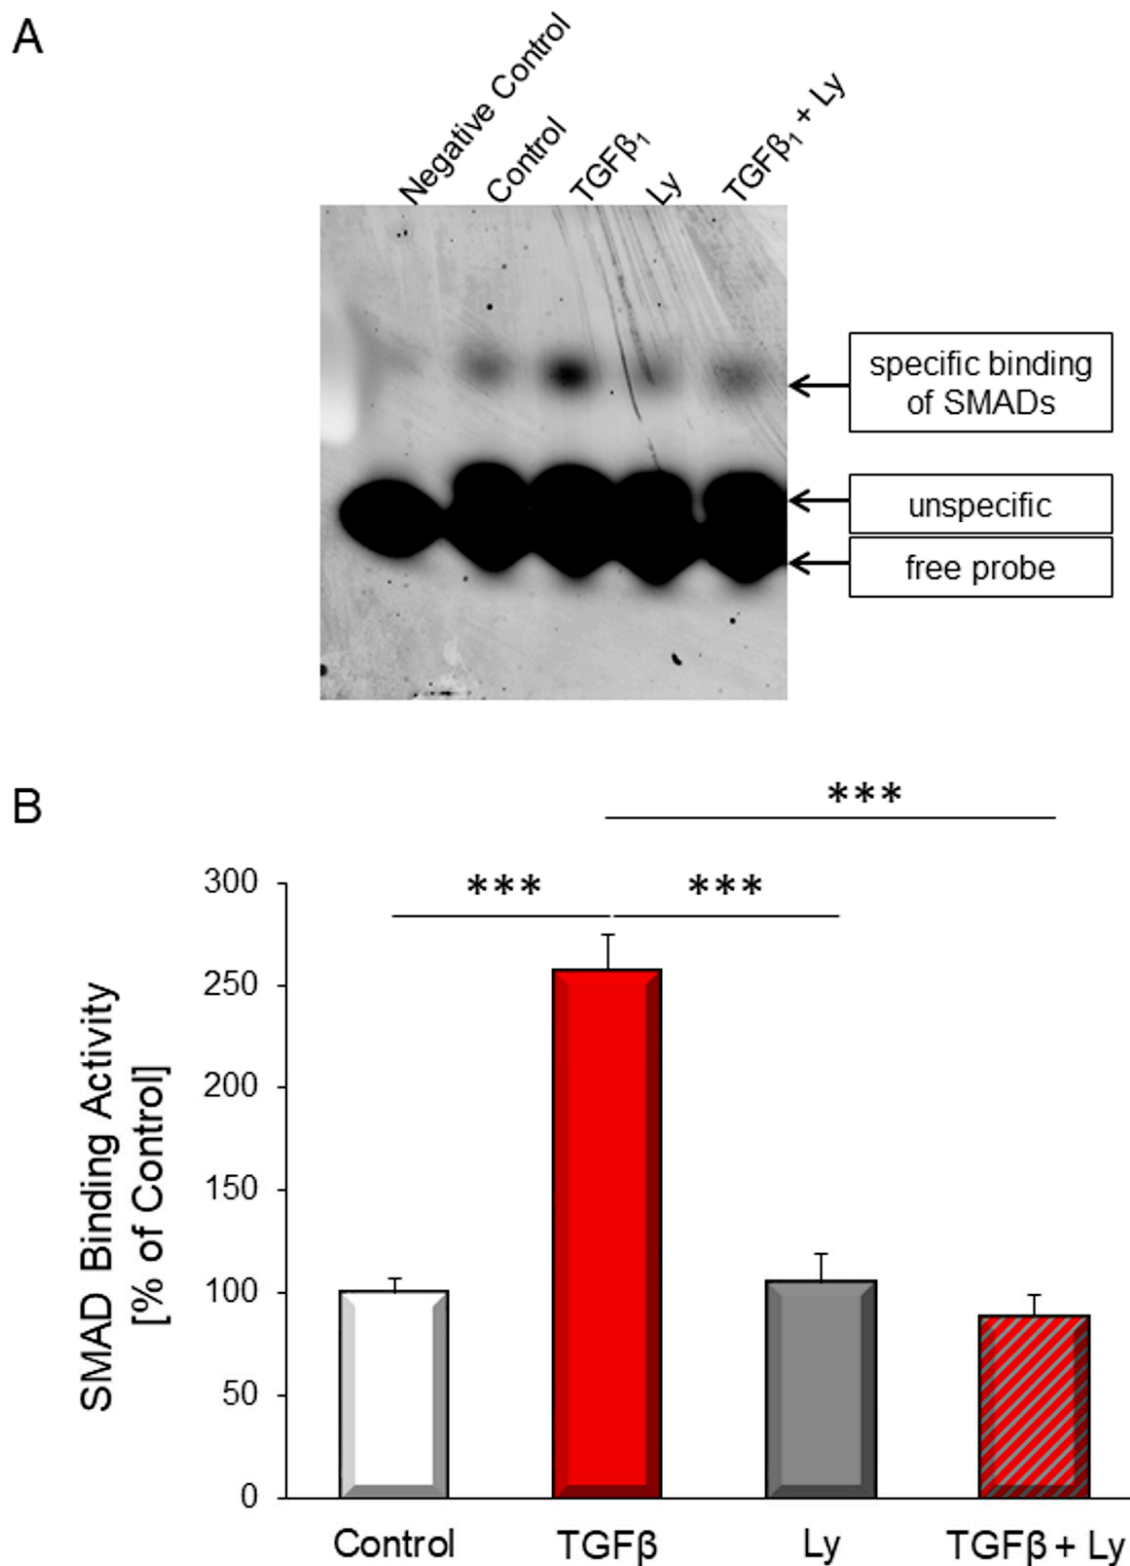 A
Negative Control
Control
TGFβ₁
Ly
TGFβ₁ + Ly
specific binding
of SMADs
unspecific
free probe
B
***
*** ***
300
250
200
150
100
50
0
SMAD Binding Activity
[% of Control]
Control TGFβ Ly TGFβ + Ly